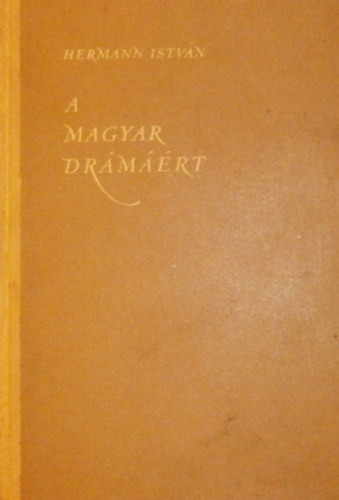 HERMANN ISTVÁN
A
MAGYAR
DRÁMÁÉRT